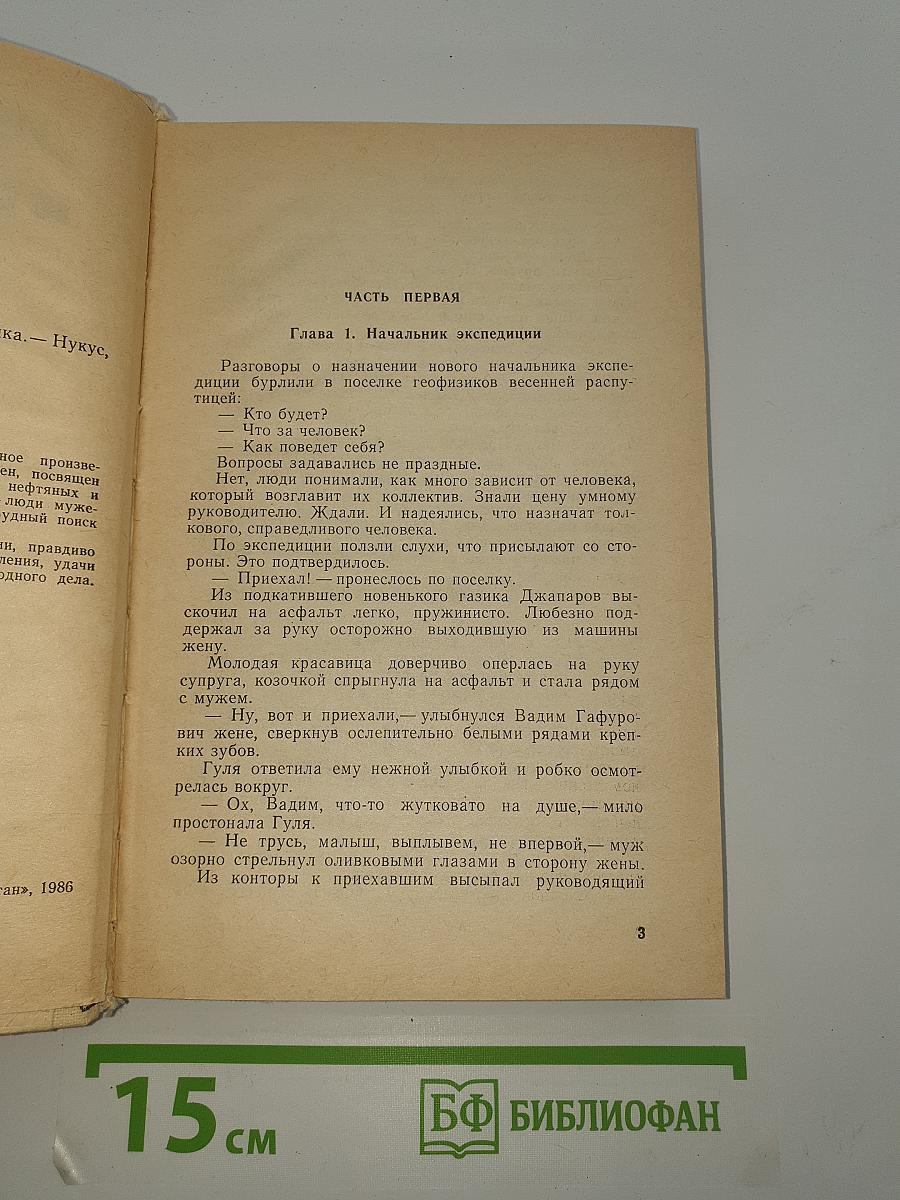 ка.— Нукус,
ное произве-
ен, посвящен
нефтяных и
люди муже-
рудный поиск
ии, правдиво
ления, удачи
одного дела.
тан», 1986
ЧАСТЬ ПЕРВАЯ
Глава 1. Начальник экспедиции
Разговоры о назначении нового начальника экспе-
диции бурлили в поселке геофизиков весенней распу-
тицей:
— Кто будет?
— Что за человек?
— Как поведет себя?
Вопросы задавались не праздные.
Нет, люди понимали, как много зависит от человека,
который возглавит их коллектив. Знали цену умному
руководителю. Ждали. И надеялись, что назначат тол-
кового, справедливого человека.
По экспедиции ползли слухи, что присылают со сто-
роны. Это подтвердилось.
— Приехал! — пронеслось по поселку.
Из подкатившего новенького газика Джапаров вы-
скочил на асфальт легко, пружинисто. Любезно под-
держал за руку осторожно выходившую из машины
жену.
Молодая красавица доверчиво оперлась на руку
супруга, козочкой спрыгнула на асфальт и стала рядом
с мужем.
— Ну, вот и приехали,— улыбнулся Вадим Гафуро-
вич жене, сверкнув ослепительно белыми рядами креп-
ких зубов.
Гуля ответила ему нежной улыбкой и робко осмот-
релась вокруг.
— Ох, Вадим, что-то жутковато на душе,— мило
простонала Гуля.
— Не трусь, малыш, выплывем, не впервой,— муж
озорно стрельнул оливковыми глазами в сторону жены.
Из конторы к приехавшим высыпал руководящий
3
15 см
БФ БИБЛИОФАН